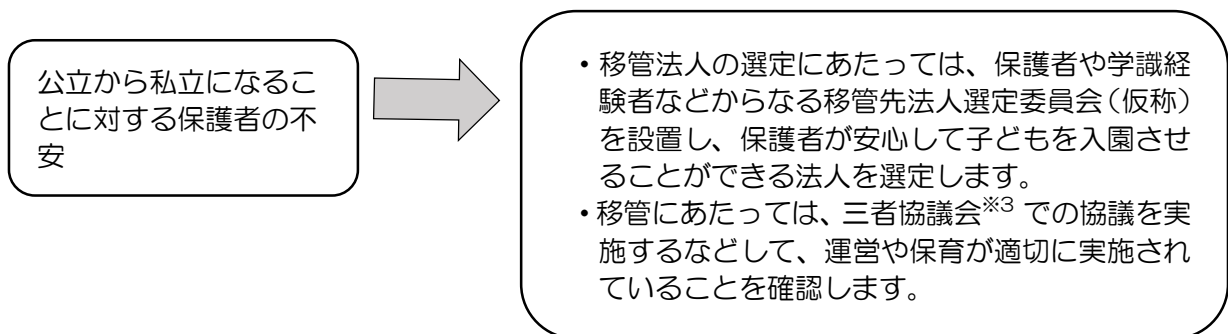 公立から私立になるこ
とに対する保護者の不
安
・移管法人の選定にあたっては、保護者や学識経
験者などからなる移管先法人選定委員会（仮称）
を設置し、保護者が安心して子どもを入園させ
ることができる法人を選定します。
・移管にあたっては、三者協議会※3 での協議を実
施するなどして、運営や保育が適切に実施され
ていることを確認します。